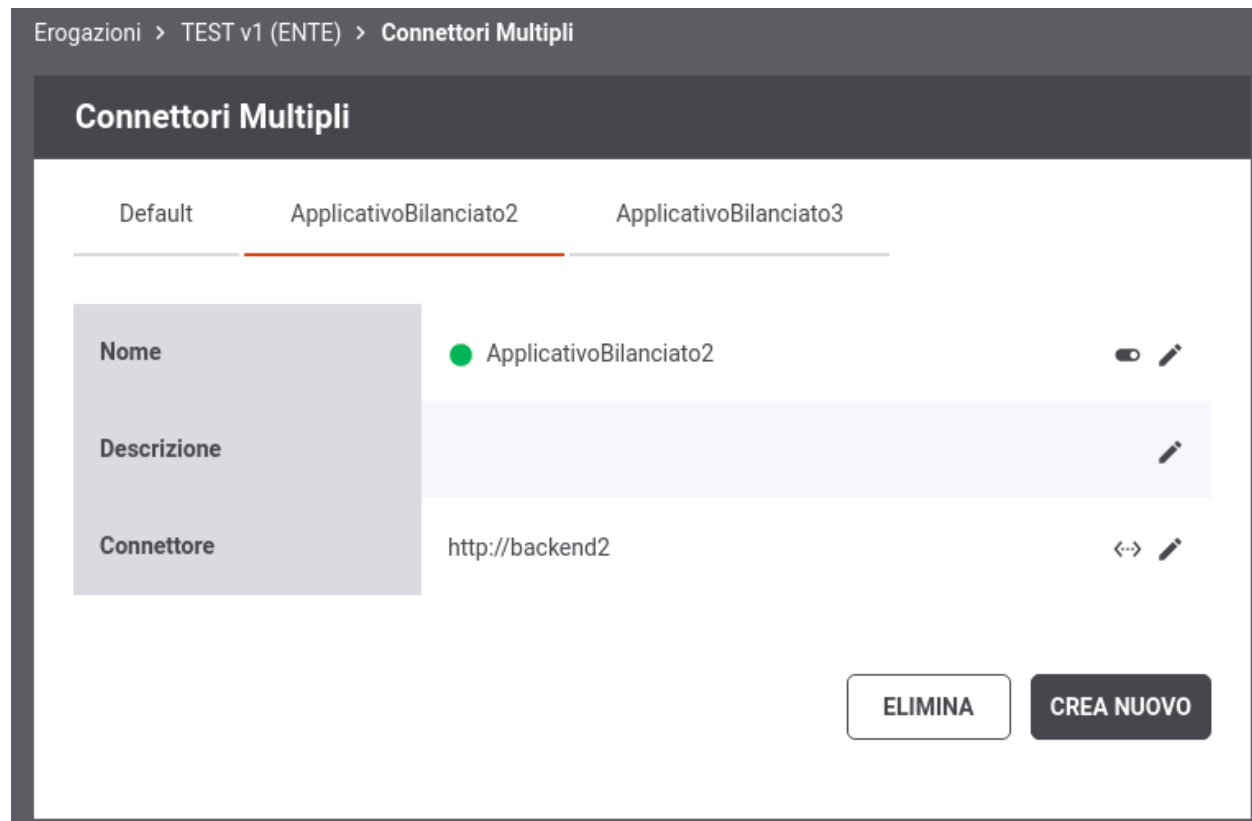 Erogazioni > TEST v1 (ENTE) > Connettori Multipli
Connettori Multipli
Default ApplicativoBilanciato2 ApplicativoBilanciato3
Nome ApplicativoBilanciato2
Descrizione
Connettore http://backend2
ELIMINA CREA NUOVO